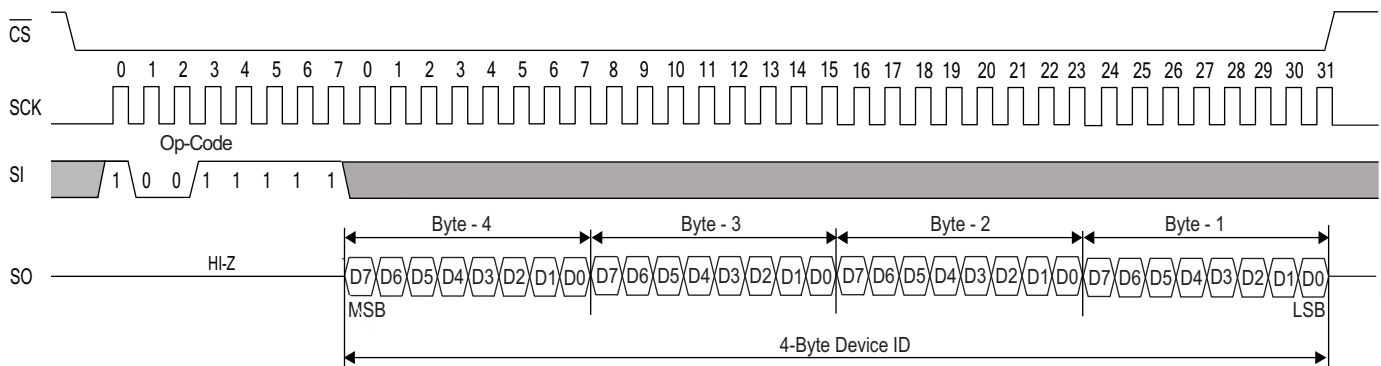 CS
0 1 2 3 4 5 6 7 0 1 2 3 4 5 6 7 8 9 10 11 12 13 14 15 16 17 18 19 20 21 22 23 24 25 26 27 28 29 30 31
SCK
Op-Code
SI 1 0 0 1 1 1 1 1
Byte - 4 Byte - 3 Byte - 2 Byte - 1
HI-Z
SO D7 D6 D5 D4 D3 D2 D1 D0 D7 D6 D5 D4 D3 D2 D1 D0 D7 D6 D5 D4 D3 D2 D1 D0 D7 D6 D5 D4 D3 D2 D1 D0
MSB LSB
4-Byte Device ID